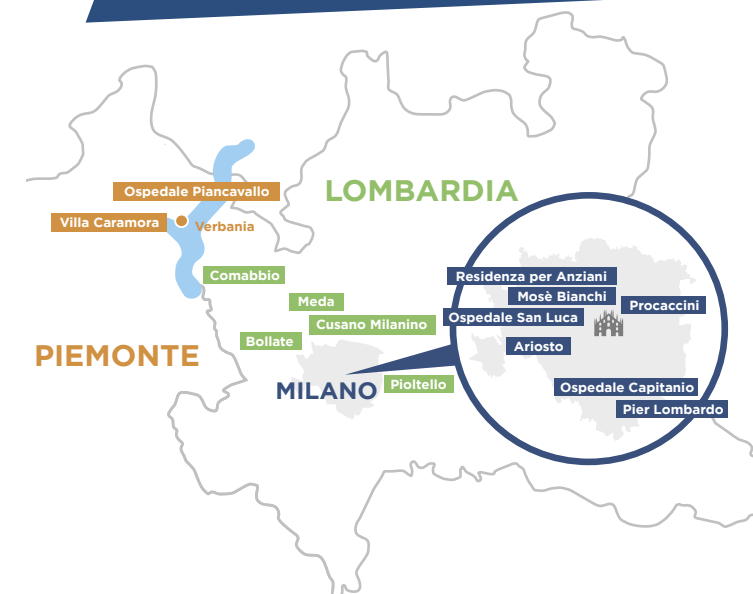 Ospedale Piancavallo
LOMBARDIA
Villa Caramora
Verbania
Comabbio
Residenza per Anziani
Mosè Bianchi
Procaccini
Meda
Ospedale San Luca
Cusano Milanino
Bollate
Ariosto
PIEMONTE
MILANO
Pioltello
Ospedale Capitanio
Pier Lombardo